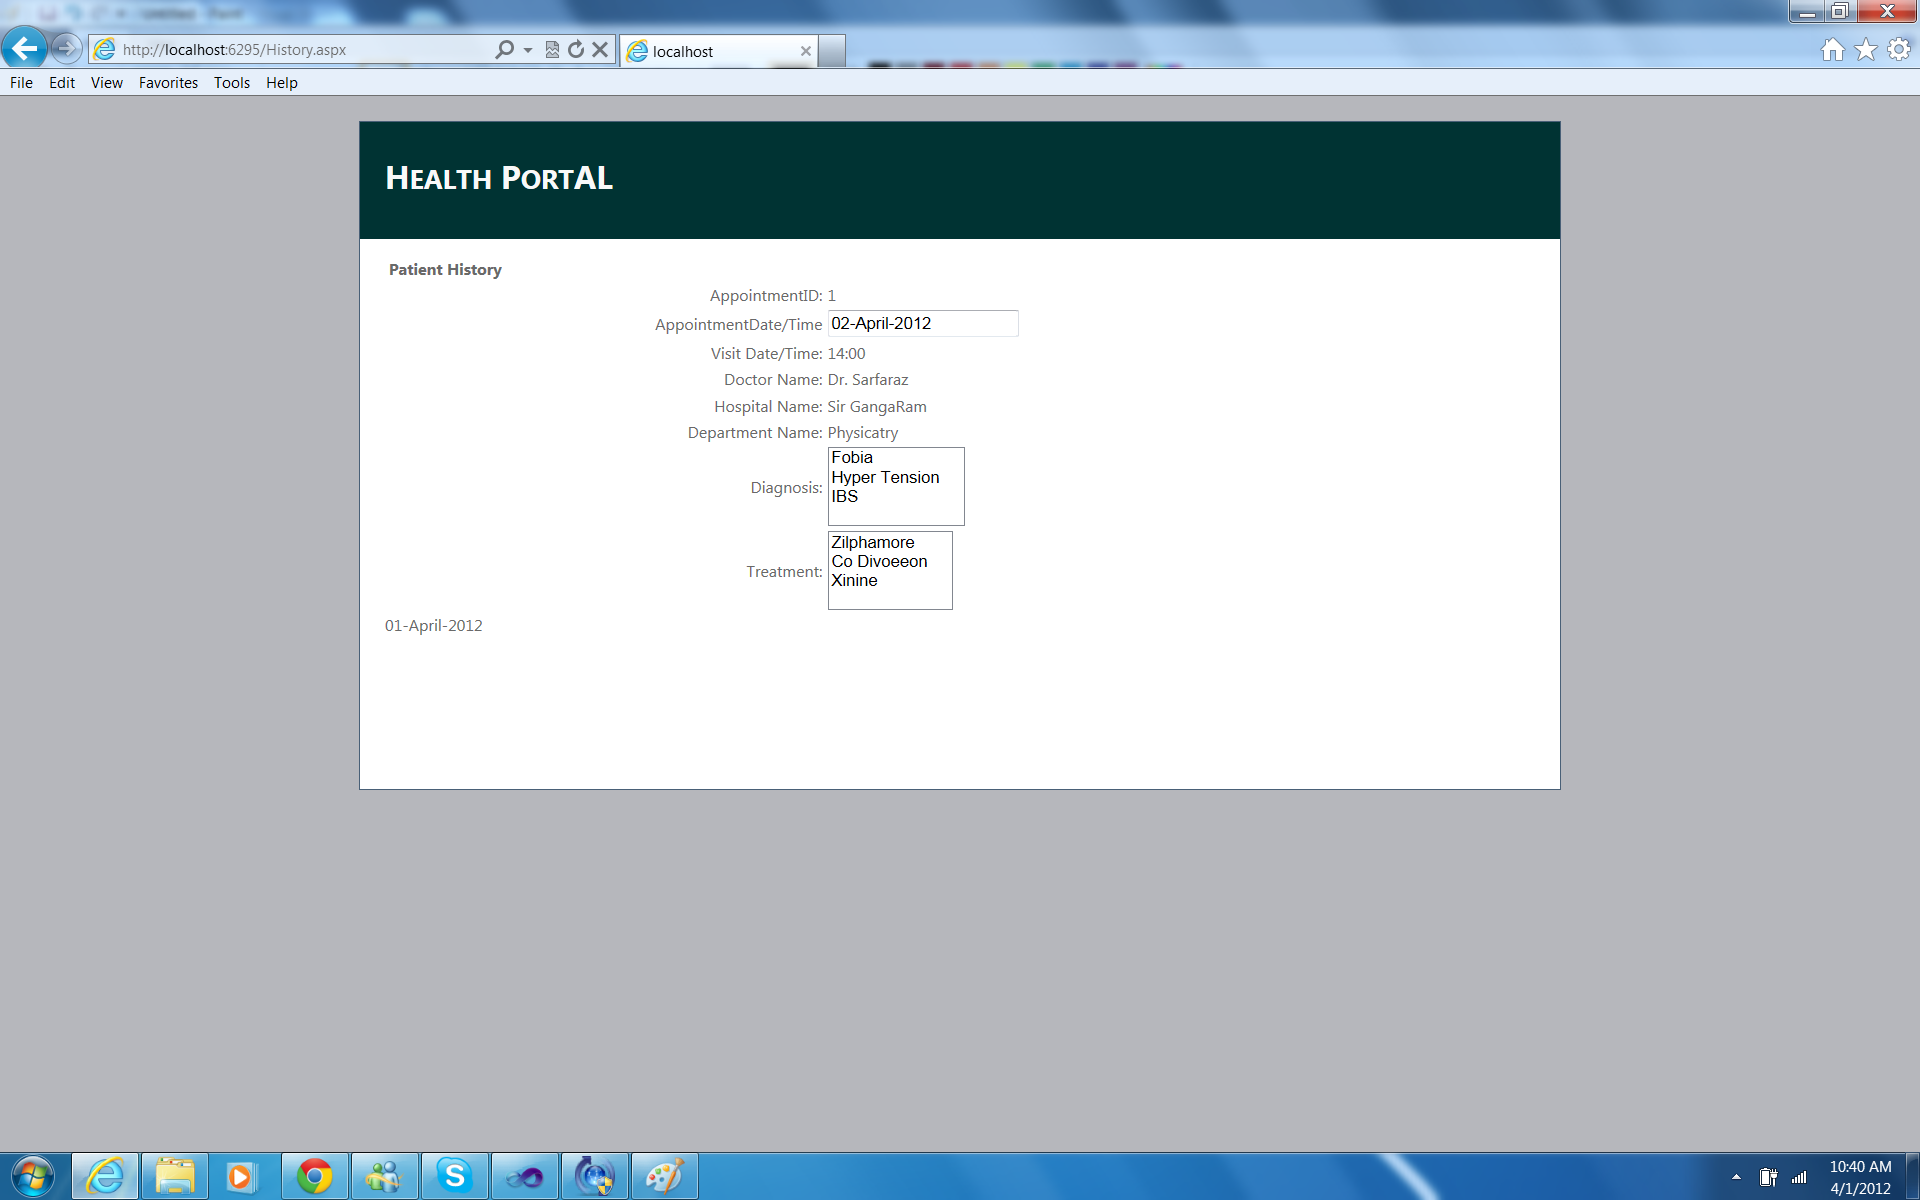 http://localhost:6295/History.aspx
localhost
File Edit View Favorites Tools Help
HEALTH PORTAL
Patient History
AppointmentID: 1
AppointmentDate/Time 02-April-2012
Visit Date/Time: 14:00
Doctor Name: Dr. Sarfaraz
Hospital Name: Sir GangaRam
Department Name: Physicatry
Diagnosis:
Fobia
Hyper Tension
IBS
Treatment:
Zilphamore
Co Divoeeon
Xinine
01-April-2012
10:40 AM
4/1/2012